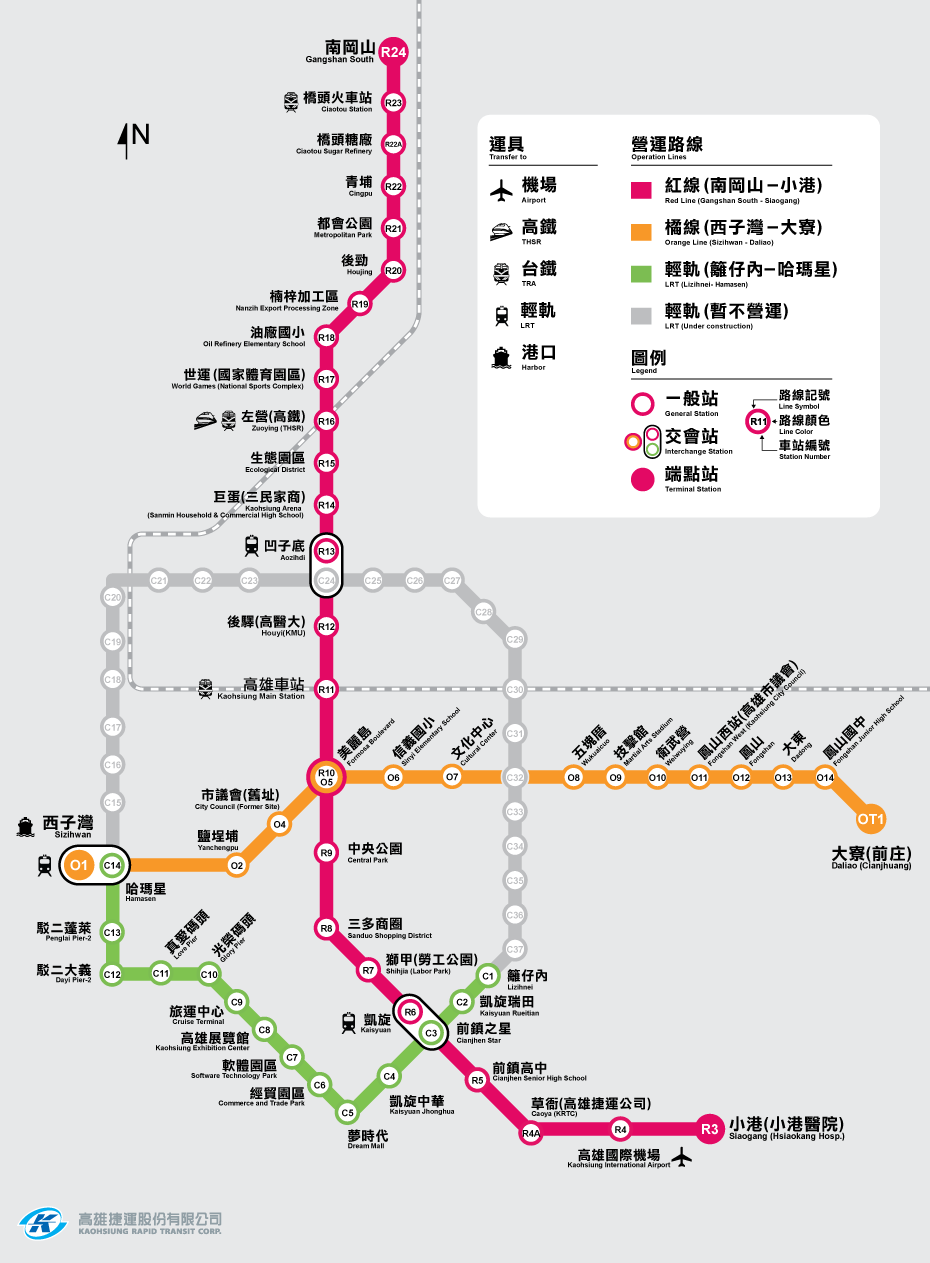 南岡山
Gangshan South
R24
橋頭火車站
Ciaotou Station
R23
橋頭糖廠
Ciaotou Sugar Refinery
R22A
青埔
Cingpu
R22
都會公園
Metropolitan Park
R21
後勁
Houjing
R20
楠梓加工區
Nanzih Export Processing Zone
R19
油廠國小
Oil Refinery Elementary School
R18
世運(國家體育園區)
World Games (National Sports Complex)
R17
左營(高鐵)
Zuoying (THSR)
R16
生態園區
Ecological District
R15
巨蛋(三民家商)
Kaohsiung Arena
(Sanmin Household & Commercial High School)
R14
凹子底
Aozihdi
R13
N
運具
Transfer to
機場
Airport
高鐵
THSR
台鐵
TRA
輕軌
LRT
港口
Harbor
營運路線
Operation Lines
紅線(南岡山－小港)
Red Line (Gangshan South - Siaogang)
橘線(西子灣－大寮)
Orange Line (Sizihwan - Daliao)
輕軌(籬仔內－哈瑪星)
LRT (Lizihnei- Hamasen)
輕軌(暫不營運)
LRT (Under construction)
圖例
Legend
一般站
General Station
交會站
Interchange Station
端點站
Terminal Station
R11
路線記號
Line Symbol
路線顏色
Line Color
車站編號
Station Number
C20
C21
C22
C23
C24
C25
C26
C27
C28
C29
C30
C31
C32
C33
C34
C35
C36
C37
C19
C18
C17
C16
C15
後驛(高醫大)
Houyi(KMU)
R12
高雄車站
Kaohsiung Main Station
R11
美麗島
Formosa Boulevard
R10
O5
信義國小
Sinyi Elementary School
O6
文化中心
Cultural Center
O7
五塊厝
Wukuaicuo
O8
技擊館
Martial Arts Stadium
O9
衛武營
Weiwuying
O10
鳳山西站(高雄市議會)
Fongshan West (Kaohsiung City Council)
O11
鳳山
Fongshan
O12
大東
Dadong
O13
鳳山國中
Fongshan Junior High School
O14
OT1
大寮(前庄)
Daliao (Cianjhuang)
市議會(舊址)
City Council (Former Site)
O4
鹽埕埔
Yanchengpu
O2
西子灣
Sizihwan
O1
C14
哈瑪星
Hamasen
駁二蓬萊
Penglai Pier-2
C13
駁二大義
Dayi Pier-2
C12
真愛碼頭
Love Pier
C11
光榮碼頭
Glory Pier
C10
旅運中心
Cruise Terminal
C9
高雄展覽館
Kaohsiung Exhibition Center
C8
軟體園區
Software Technology Park
C7
經貿園區
Commerce and Trade Park
C6
夢時代
Dream Mall
C5
凱旋中華
Kaisyuan Jhonghua
C4
前鎮之星
Cianjhen Star
C3
凱旋瑞田
Kaisyuan Rueitian
C2
籬仔內
Lizihnei
C1
中央公園
Central Park
R9
三多商圈
Sanduo Shopping District
R8
獅甲(勞工公園)
Shihjia (Labor Park)
R7
凱旋
Kaisyuan
R6
前鎮高中
Cianjhen Senior High School
R5
草衙(高雄捷運公司)
Caoya (KRTC)
R4A
高雄國際機場
Kaohsiung International Airport
R4
R3
小港(小港醫院)
Siaogang (Hsiaokang Hosp.)
K
高雄捷運股份有限公司
KAOHSIUNG RAPID TRANSIT CORP.